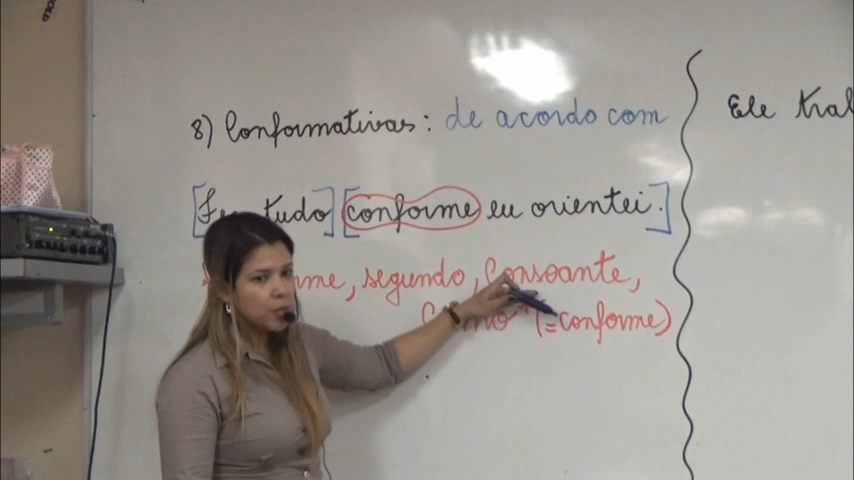 8) Conformativas: de acordo com
[ tudo] [conforme eu orientei.]
, segundo, consoante,
(=conforme)
Ele